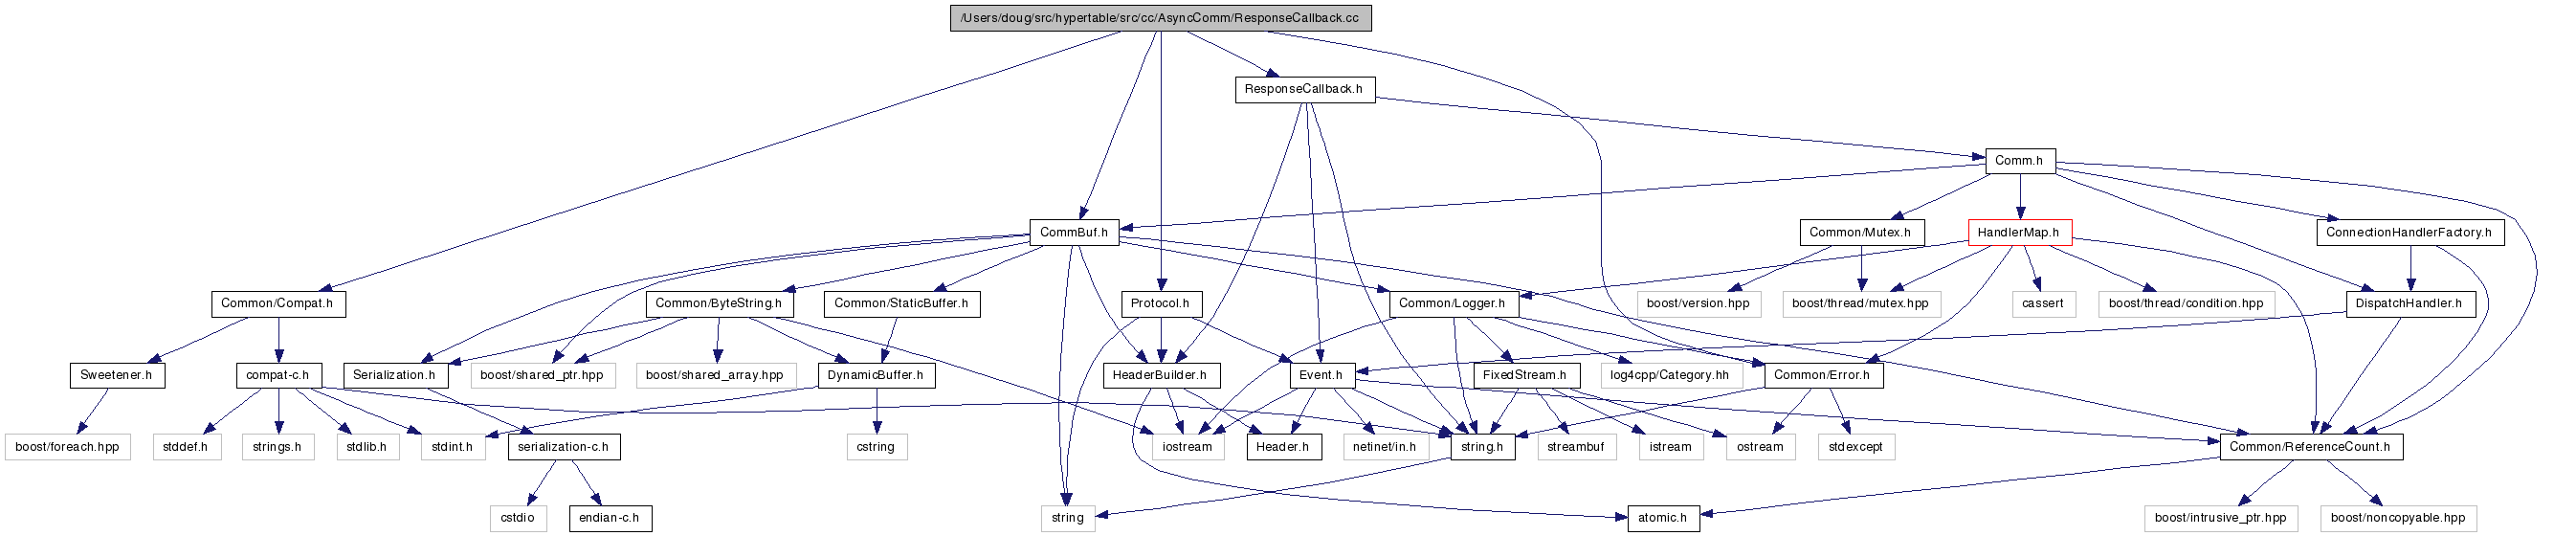 /Users/doug/src/hypertable/src/cc/AsyncComm/ResponseCallback.cc
ResponseCallback.h
Comm.h
CommBuf.h
Common/Mutex.h
HandlerMap.h
ConnectionHandlerFactory.h
Common/Compat.h
Common/ByteString.h
Common/StaticBuffer.h
Protocol.h
Common/Logger.h
boost/version.hpp
boost/thread/mutex.hpp
cassert
boost/thread/condition.hpp
DispatchHandler.h
Sweetener.h
compat-c.h
Serialization.h
boost/shared_ptr.hpp
boost/shared_array.hpp
DynamicBuffer.h
HeaderBuilder.h
Event.h
FixedStream.h
log4cpp/Category.hh
Common/Error.h
boost/foreach.hpp
stddef.h
strings.h
stdlib.h
stdint.h
serialization-c.h
cstring
iostream
Header.h
netinet/in.h
string.h
streambuf
istream
ostream
stdexcept
Common/ReferenceCount.h
cstdio
endian-c.h
string
atomic.h
boost/intrusive_ptr.hpp
boost/noncopyable.hpp